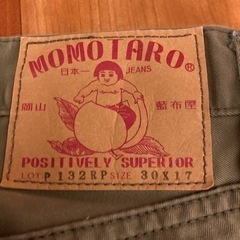 MOMOTARO®
日本一 JEANS
岡山 藍布屋
POSITIVELY SUPERIOR
LOT P132RP SIZE 30X17